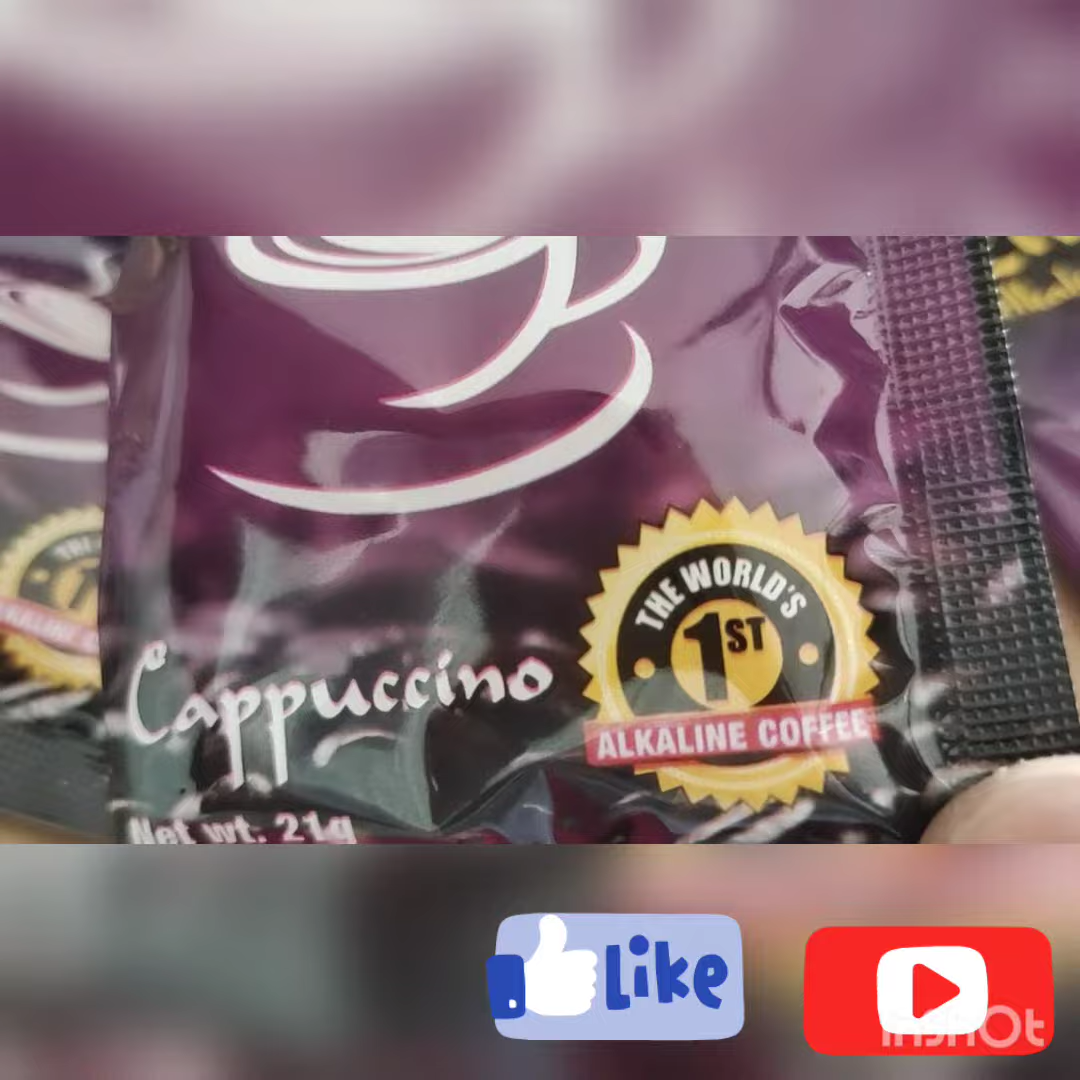 THE WORLD'S
1ST
ALKALINE COFFEE
Cappuccino
Net wt. 21g
Like
InShOt